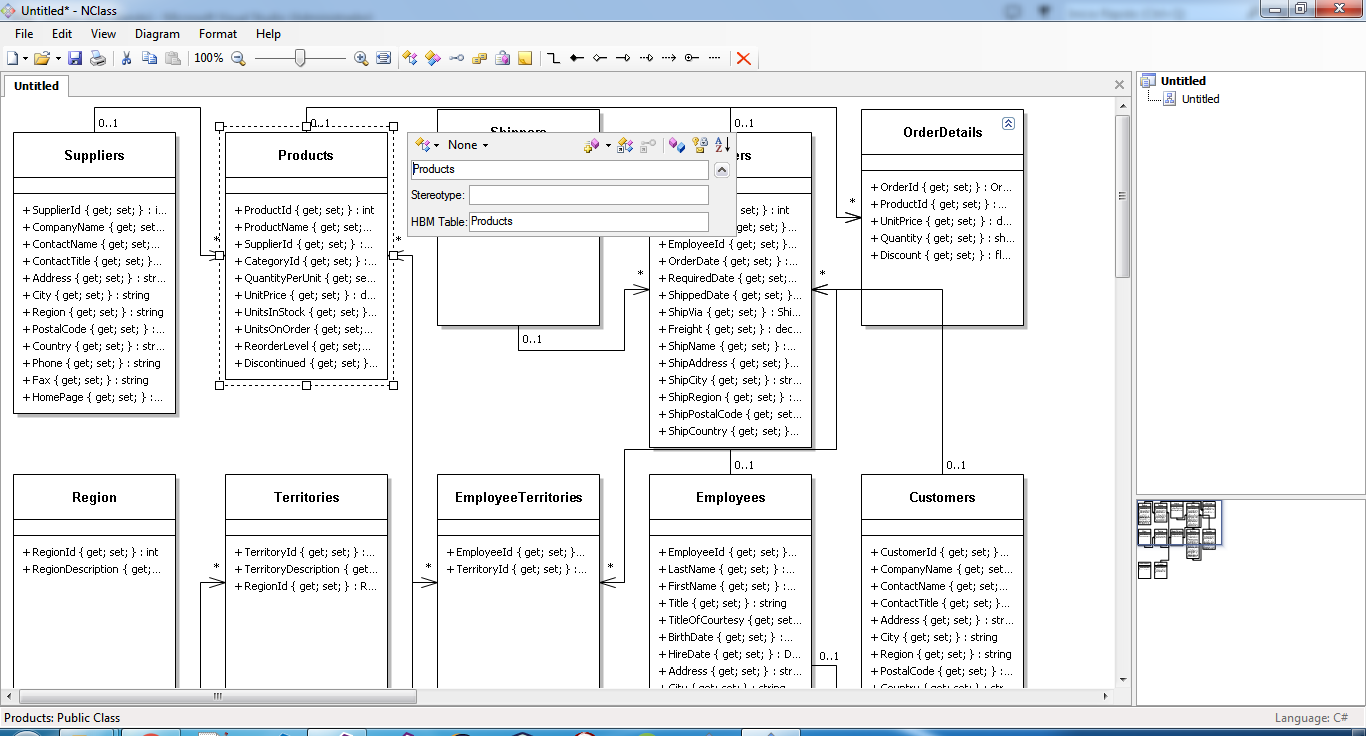 Untitled* - NClass
File Edit View Diagram Format Help
100%
Untitled
0..1
Suppliers
+ SupplierId { get; set; } : i...
+ CompanyName { get; set...
+ ContactName { get; set;...
+ ContactTitle { get; set; }...
+ Address { get; set; } : str...
+ City { get; set; } : string
+ Region { get; set; } : string
+ PostalCode { get; set; } :...
+ Country { get; set; } : str...
+ Phone { get; set; } : string
+ Fax { get; set; } : string
+ HomePage { get; set; } :...
*
0..1
Products
+ ProductId { get; set; } : int
+ ProductName { get; set;...
+ SupplierId { get; set; } :...
+ CategoryId { get; set; } :...
+ QuantityPerUnit { get; se...
+ UnitPrice { get; set; } : d...
+ UnitsInStock { get; set; }...
+ UnitsOnOrder { get; set;...
+ ReorderLevel { get; set;...
+ Discontinued { get; set; }...
*
Shippers
None
Products
Stereotype:
HBM Table: Products
0..1
*
0..1
ers
; set; } : int
+ EmployeeId { get; set; }...
+ OrderDate { get; set; } :...
+ RequiredDate { get; set;...
+ ShippedDate { get; set; }...
+ ShipVia { get; set; } : Shi...
+ Freight { get; set; } : dec...
+ ShipName { get; set; } :...
+ ShipAddress { get; set; }...
+ ShipCity { get; set; } : str...
+ ShipRegion { get; set; } :...
+ ShipPostalCode { get; set...
+ ShipCountry { get; set; }...
*
*
OrderDetails
+ OrderId { get; set; } : Or...
+ ProductId { get; set; } : ...
+ UnitPrice { get; set; } : d...
+ Quantity { get; set; } : sh...
+ Discount { get; set; } : fl...
Region
+ RegionId { get; set; } : int
+ RegionDescription { get;...
*
Territories
+ TerritoryId { get; set; } :...
+ TerritoryDescription { get...
+ RegionId { get; set; } : R...
*
EmployeeTerritories
+ EmployeeId { get; set; }...
+ TerritoryId { get; set; } :...
*
0..1
Employees
+ EmployeeId { get; set; }...
+ LastName { get; set; } :...
+ FirstName { get; set; } :...
+ Title { get; set; } : string
+ TitleOfCourtesy { get; set...
+ BirthDate { get; set; } :...
+ HireDate { get; set; } : D...
+ Address { get; set; } : str...
+ City { get; set; } : string
0..1
0..1
Customers
+ CustomerId { get; set; }...
+ CompanyName { get; set...
+ ContactName { get; set;...
+ ContactTitle { get; set; }...
+ Address { get; set; } : str...
+ City { get; set; } : string
+ Region { get; set; } : string
+ PostalCode { get; set; } :...
+ Country { get; set; } : str...
Untitled
Untitled
Products: Public Class
Language: C#